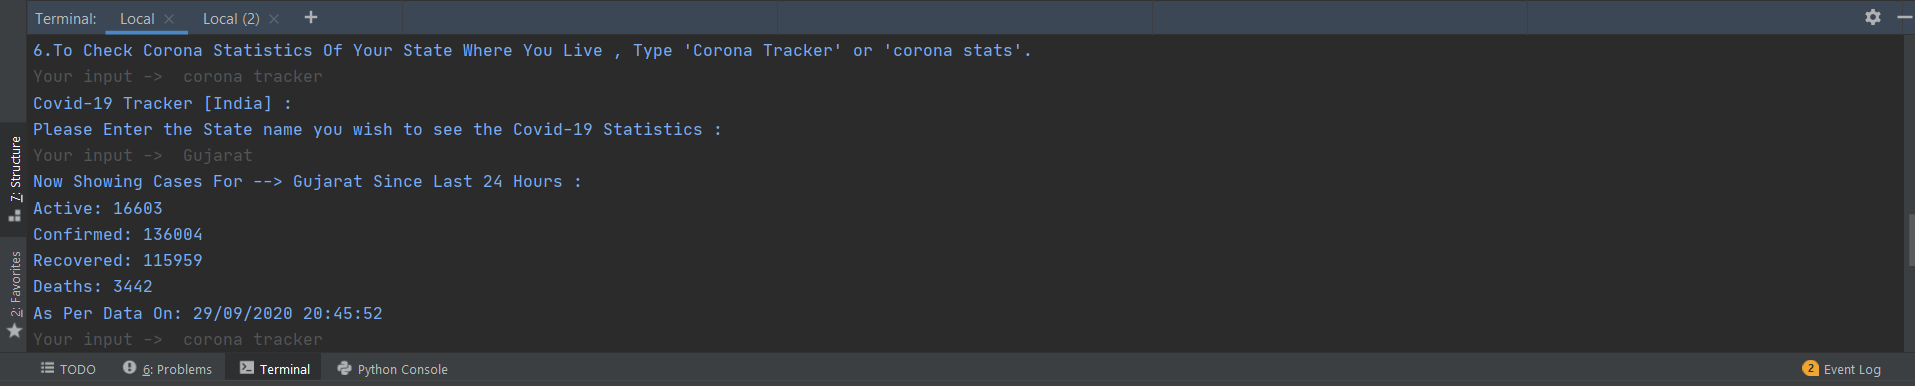 Terminal: Local × Local (2) × +
6.To Check Corona Statistics Of Your State Where You Live , Type 'Corona Tracker' or 'corona stats'.
Your input -> corona tracker
Covid-19 Tracker [India] :
Please Enter the State name you wish to see the Covid-19 Statistics :
Your input -> Gujarat
Now Showing Cases For --> Gujarat Since Last 24 Hours :
Active: 16603
Confirmed: 136004
Recovered: 115959
Deaths: 3442
As Per Data On: 29/09/2020 20:45:52
Your input -> corona tracker
7: Structure
2: Favorites
TODO 6: Problems Terminal Python Console 2 Event Log